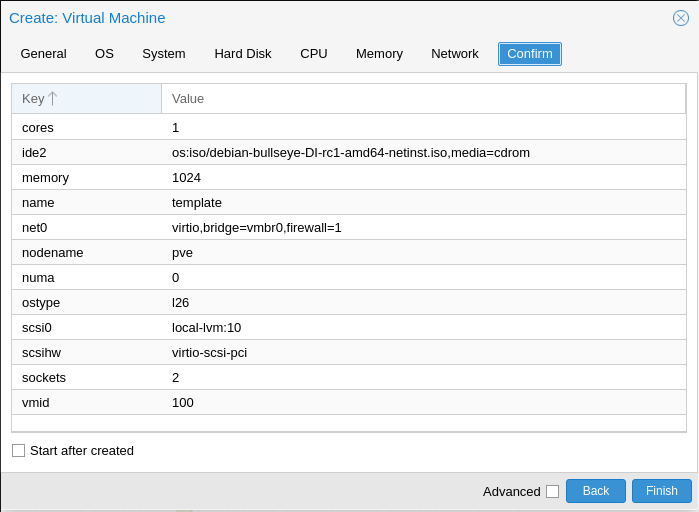 Create: Virtual Machine
General OS System Hard Disk CPU Memory Network Confirm
Key Value
cores 1
ide2 os:iso/debian-bullseye-DI-rc1-amd64-netinst.iso,media=cdrom
memory 1024
name template
net0 virtio,bridge=vmbr0,firewall=1
nodename pve
numa 0
ostype l26
scsi0 local-lvm:10
scsihw virtio-scsi-pci
sockets 2
vmid 100
Start after created
Advanced Back Finish